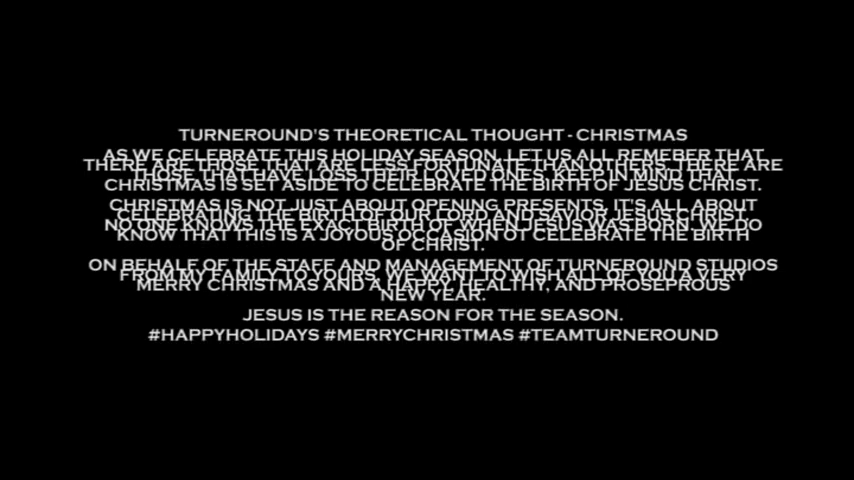 TURNEROUND'S THEORETICAL THOUGHT - CHRISTMAS
AS WE CELEBRATE THIS HOLIDAY SEASON, LET US ALL REMEBER THAT
THERE ARE THOSE THAT ARE LESS FORTUNATE THAN OTHERS. THERE ARE
THOSE THAT HAVE LOSS THEIR LOVED ONES. KEEP IN MIND THAT
CHRISTMAS IS SET ASIDE TO CELEBRATE THE BIRTH OF JESUS CHRIST.
CHRISTMAS IS NOT JUST ABOUT OPENING PRESENTS, IT'S ALL ABOUT
CELEBRATING THE BIRTH OF OUR LORD AND SAVIOR JESUS CHRIST.
NO ONE KNOWS THE EXACT BIRTH OF WHEN JESUS WAS BORN. WE DO
KNOW THAT THIS IS A JOYOUS OCCASION OT CELEBRATE THE BIRTH
OF CHRIST.
ON BEHALF OF THE STAFF AND MANAGEMENT OF TURNEROUND STUDIOS
FROM MY FAMILY TO YOURS, WE WANT TO WISH ALL OF YOU A VERY
MERRY CHRISTMAS AND A HAPPY, HEALTHY, AND PROSEPROUS
NEW YEAR.
JESUS IS THE REASON FOR THE SEASON.
#HAPPYHOLIDAYS #MERRYCHRISTMAS #TEAMTURNEROUND